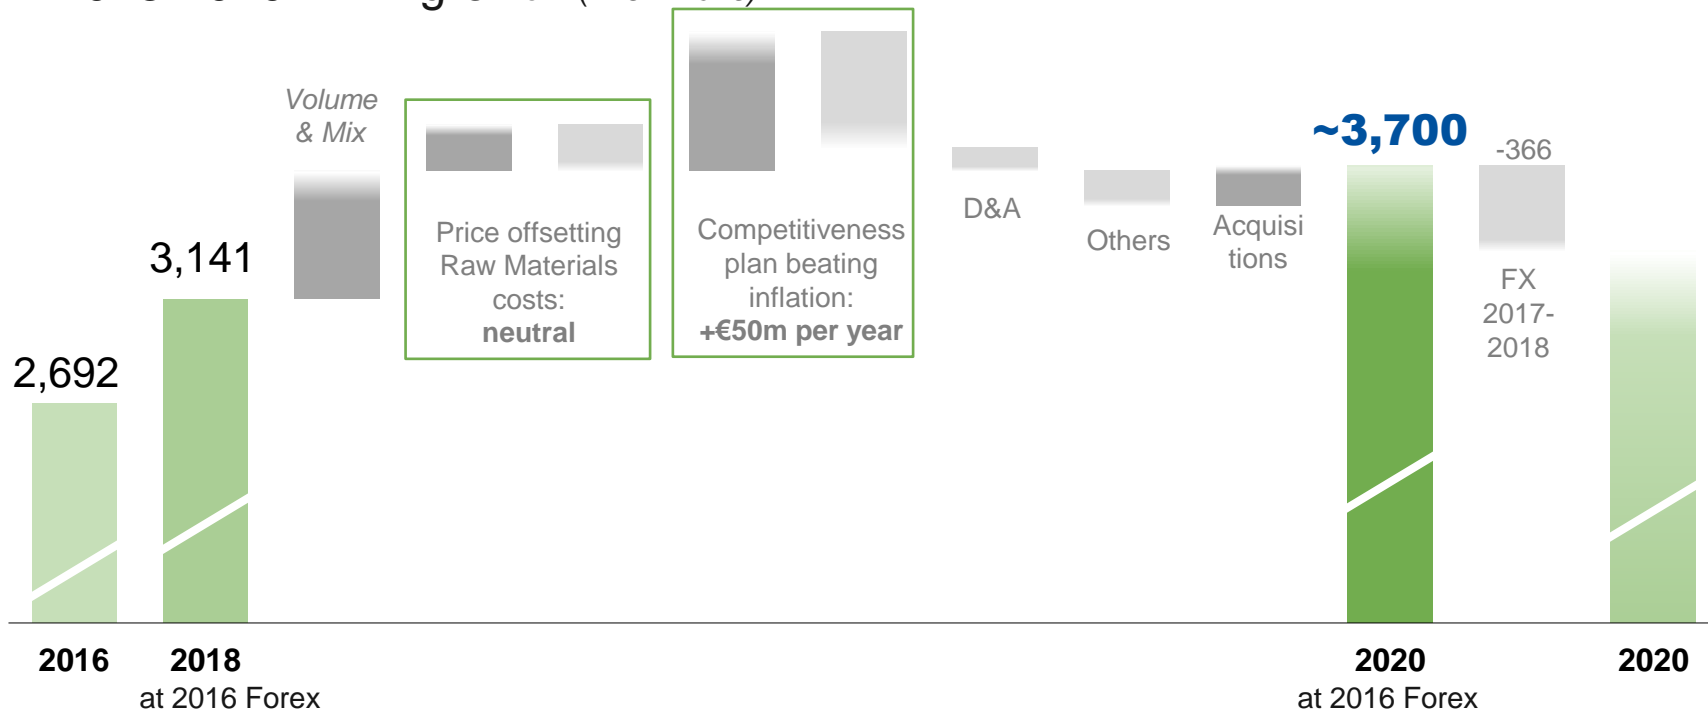 Volume
& Mix
Price offsetting
Raw Materials
costs:
neutral
Competitiveness
plan beating
inflation:
+€50m per year
D&A
Others
Acquisi
tions
~3,700
-366
FX
2017-
2018
3,141
2,692
2016
2018
at 2016 Forex
2020
at 2016 Forex
2020